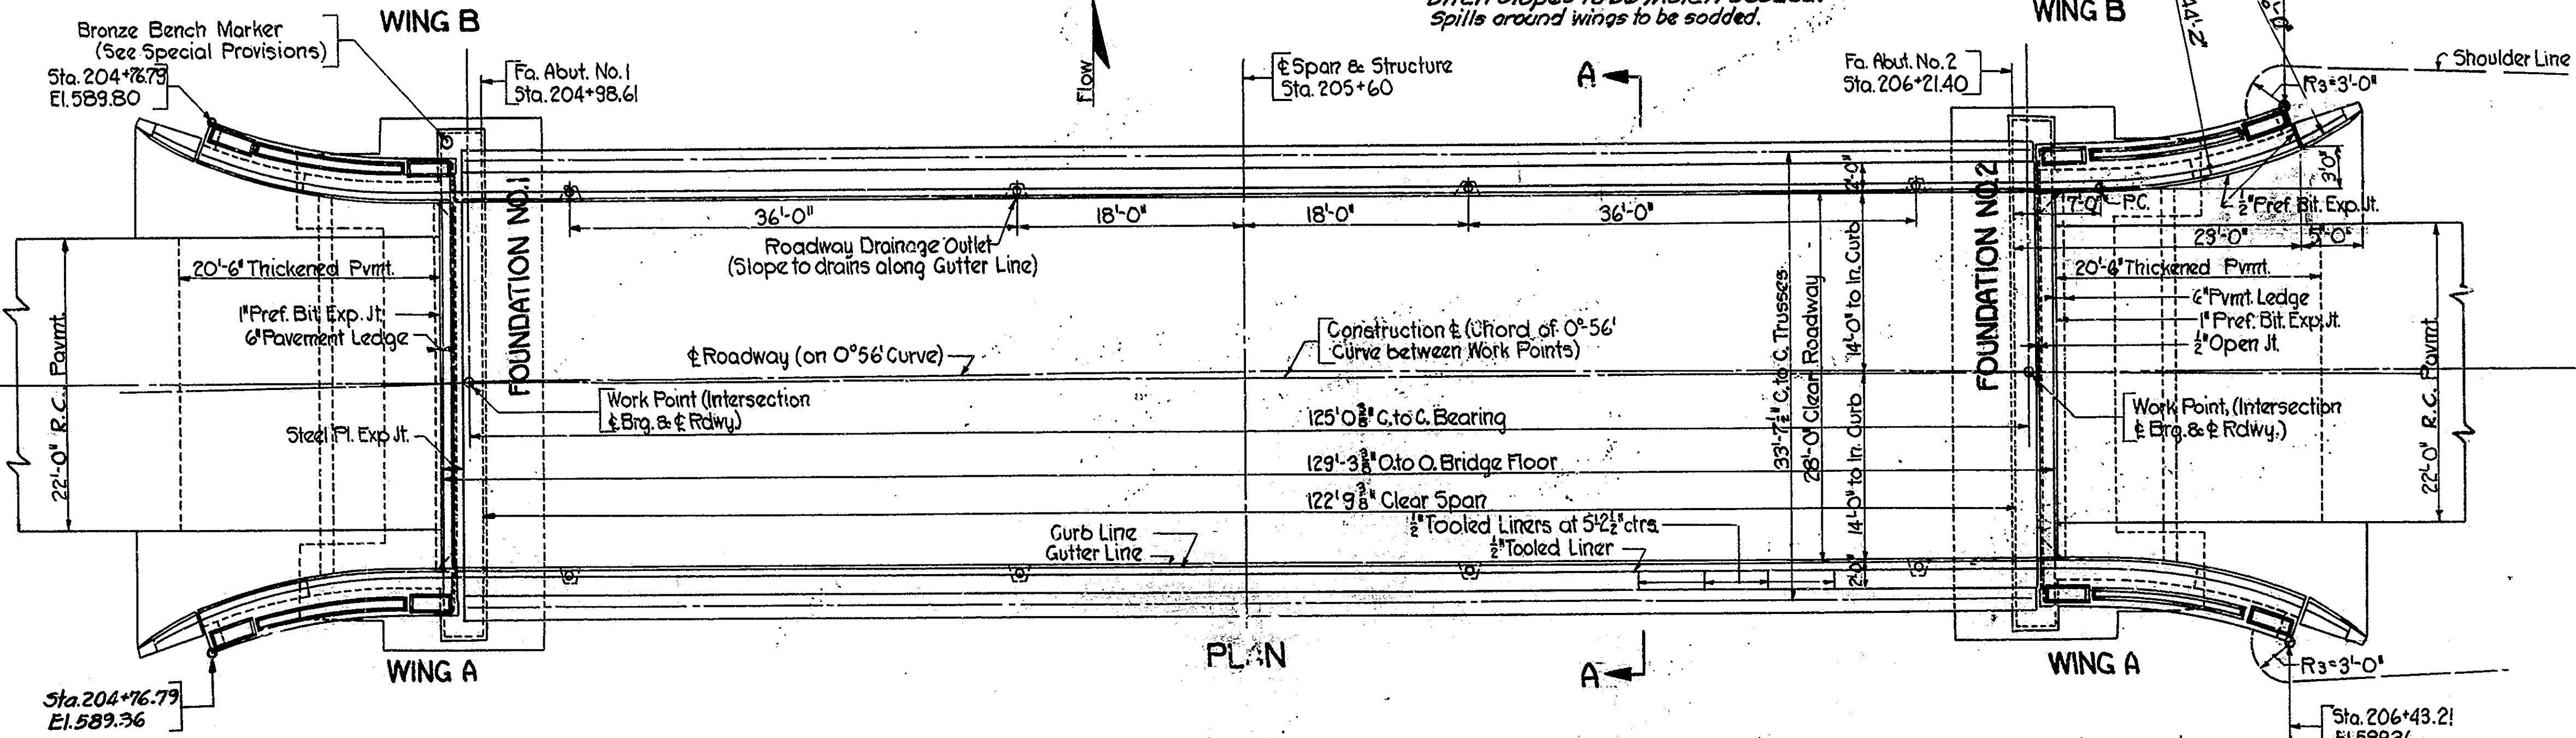 Spills around wings to be sodded.
WING B
WING B
Bronze Bench Marker
(See Special Provisions)
Sta. 204+76.79
El. 589.80
Fa. Abut. No. 1
Sta. 204+98.61
Flow
℄ Span & Structure
Sta. 205+60
A
Fa. Abut. No. 2
Sta. 206+21.40
44'-2"
Shoulder Line
R3=3'-0"
3'-0"
2'-0"
36'-0"
18'-0"
18'-0"
36'-0"
7'-0"
P.C.
½" Pref. Bit. Exp. Jt.
23'-0"
5'-0"
Roadway Drainage Outlet
(Slope to drains along Gutter Line)
20'-6" Thickened Pvmt.
20'-6" Thickened Pvmt.
FOUNDATION NO. 1
FOUNDATION NO. 2
1" Pref. Bit. Exp. Jt.
6" Pavement Ledge
6" Pvmt. Ledge
1" Pref. Bit. Exp. Jt.
½" Open Jt.
22'-0" R.C. Pavmt.
22'-0" R.C. Pavmt.
℄ Roadway (on 0°-56' Curve)
Construction ℄ (Chord of 0°-56'
Curve between Work Points)
33'-7½" C. to C. Trusses
28'-0" Clear Roadway
14'-0" to In. Curb
14'-0" to In. Curb
2'-0"
Work Point (Intersection
℄ Brg. & ℄ Rdwy.)
Work Point, (Intersection
℄ Brg. & ℄ Rdwy.)
Steel Pl. Exp Jt.
125'0⅜" C. to C. Bearing
129'-3⅜" O. to O. Bridge Floor
122'9⅜" Clear Span
½" Tooled Liners at 5'2½" ctrs.
½" Tooled Liner
Curb Line
Gutter Line
WING A
PLAN
A
WING A
R3=3'-0"
Sta. 204+76.79
El. 589.36
Sta. 206+43.21